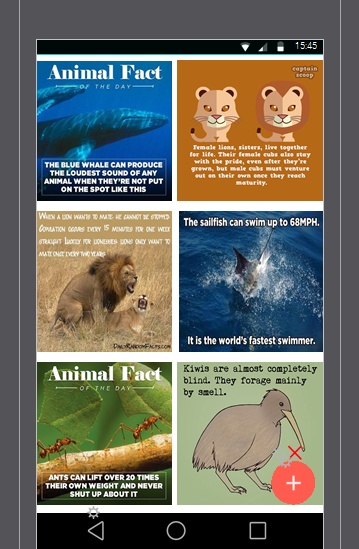 15:45
Animal Fact
OF THE DAY
THE BLUE WHALE CAN PRODUCE
THE LOUDEST SOUND OF ANY
ANIMAL WHEN THEY'RE NOT PUT
ON THE SPOT LIKE THIS
captain
scoop
Female lions, sisters, live together
for life. Their female cubs also stay
with the pride, even after they're
grown, but male cubs must venture
out on their own once they reach
maturity.
When a lion wants to mate, he cannot be stopped.
Copulation occurs every 15 minutes for one week
straight. Luckily for lionesses, lions only want to
mate once every two years.
DailyRandomFacts.com
The sailfish can swim up to 68MPH.
It is the world's fastest swimmer.
Animal Fact
OF THE DAY
ANTS CAN LIFT OVER 20 TIMES
THEIR OWN WEIGHT AND NEVER
SHUT UP ABOUT IT
Kiwis are almost completely
blind. They forage mainly
by smell.